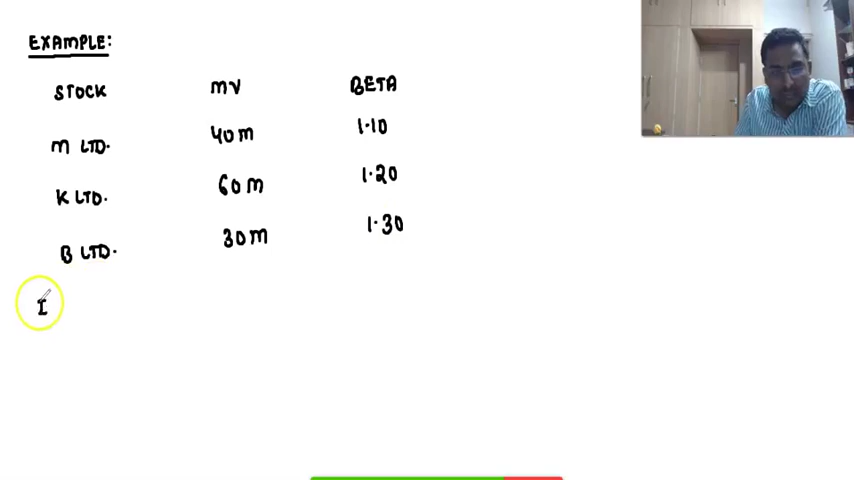 EXAMPLE:
STOCK MV BETA
M LTD. 40M 1.10
K LTD. 60M 1.20
B LTD. 30M 1.30
I